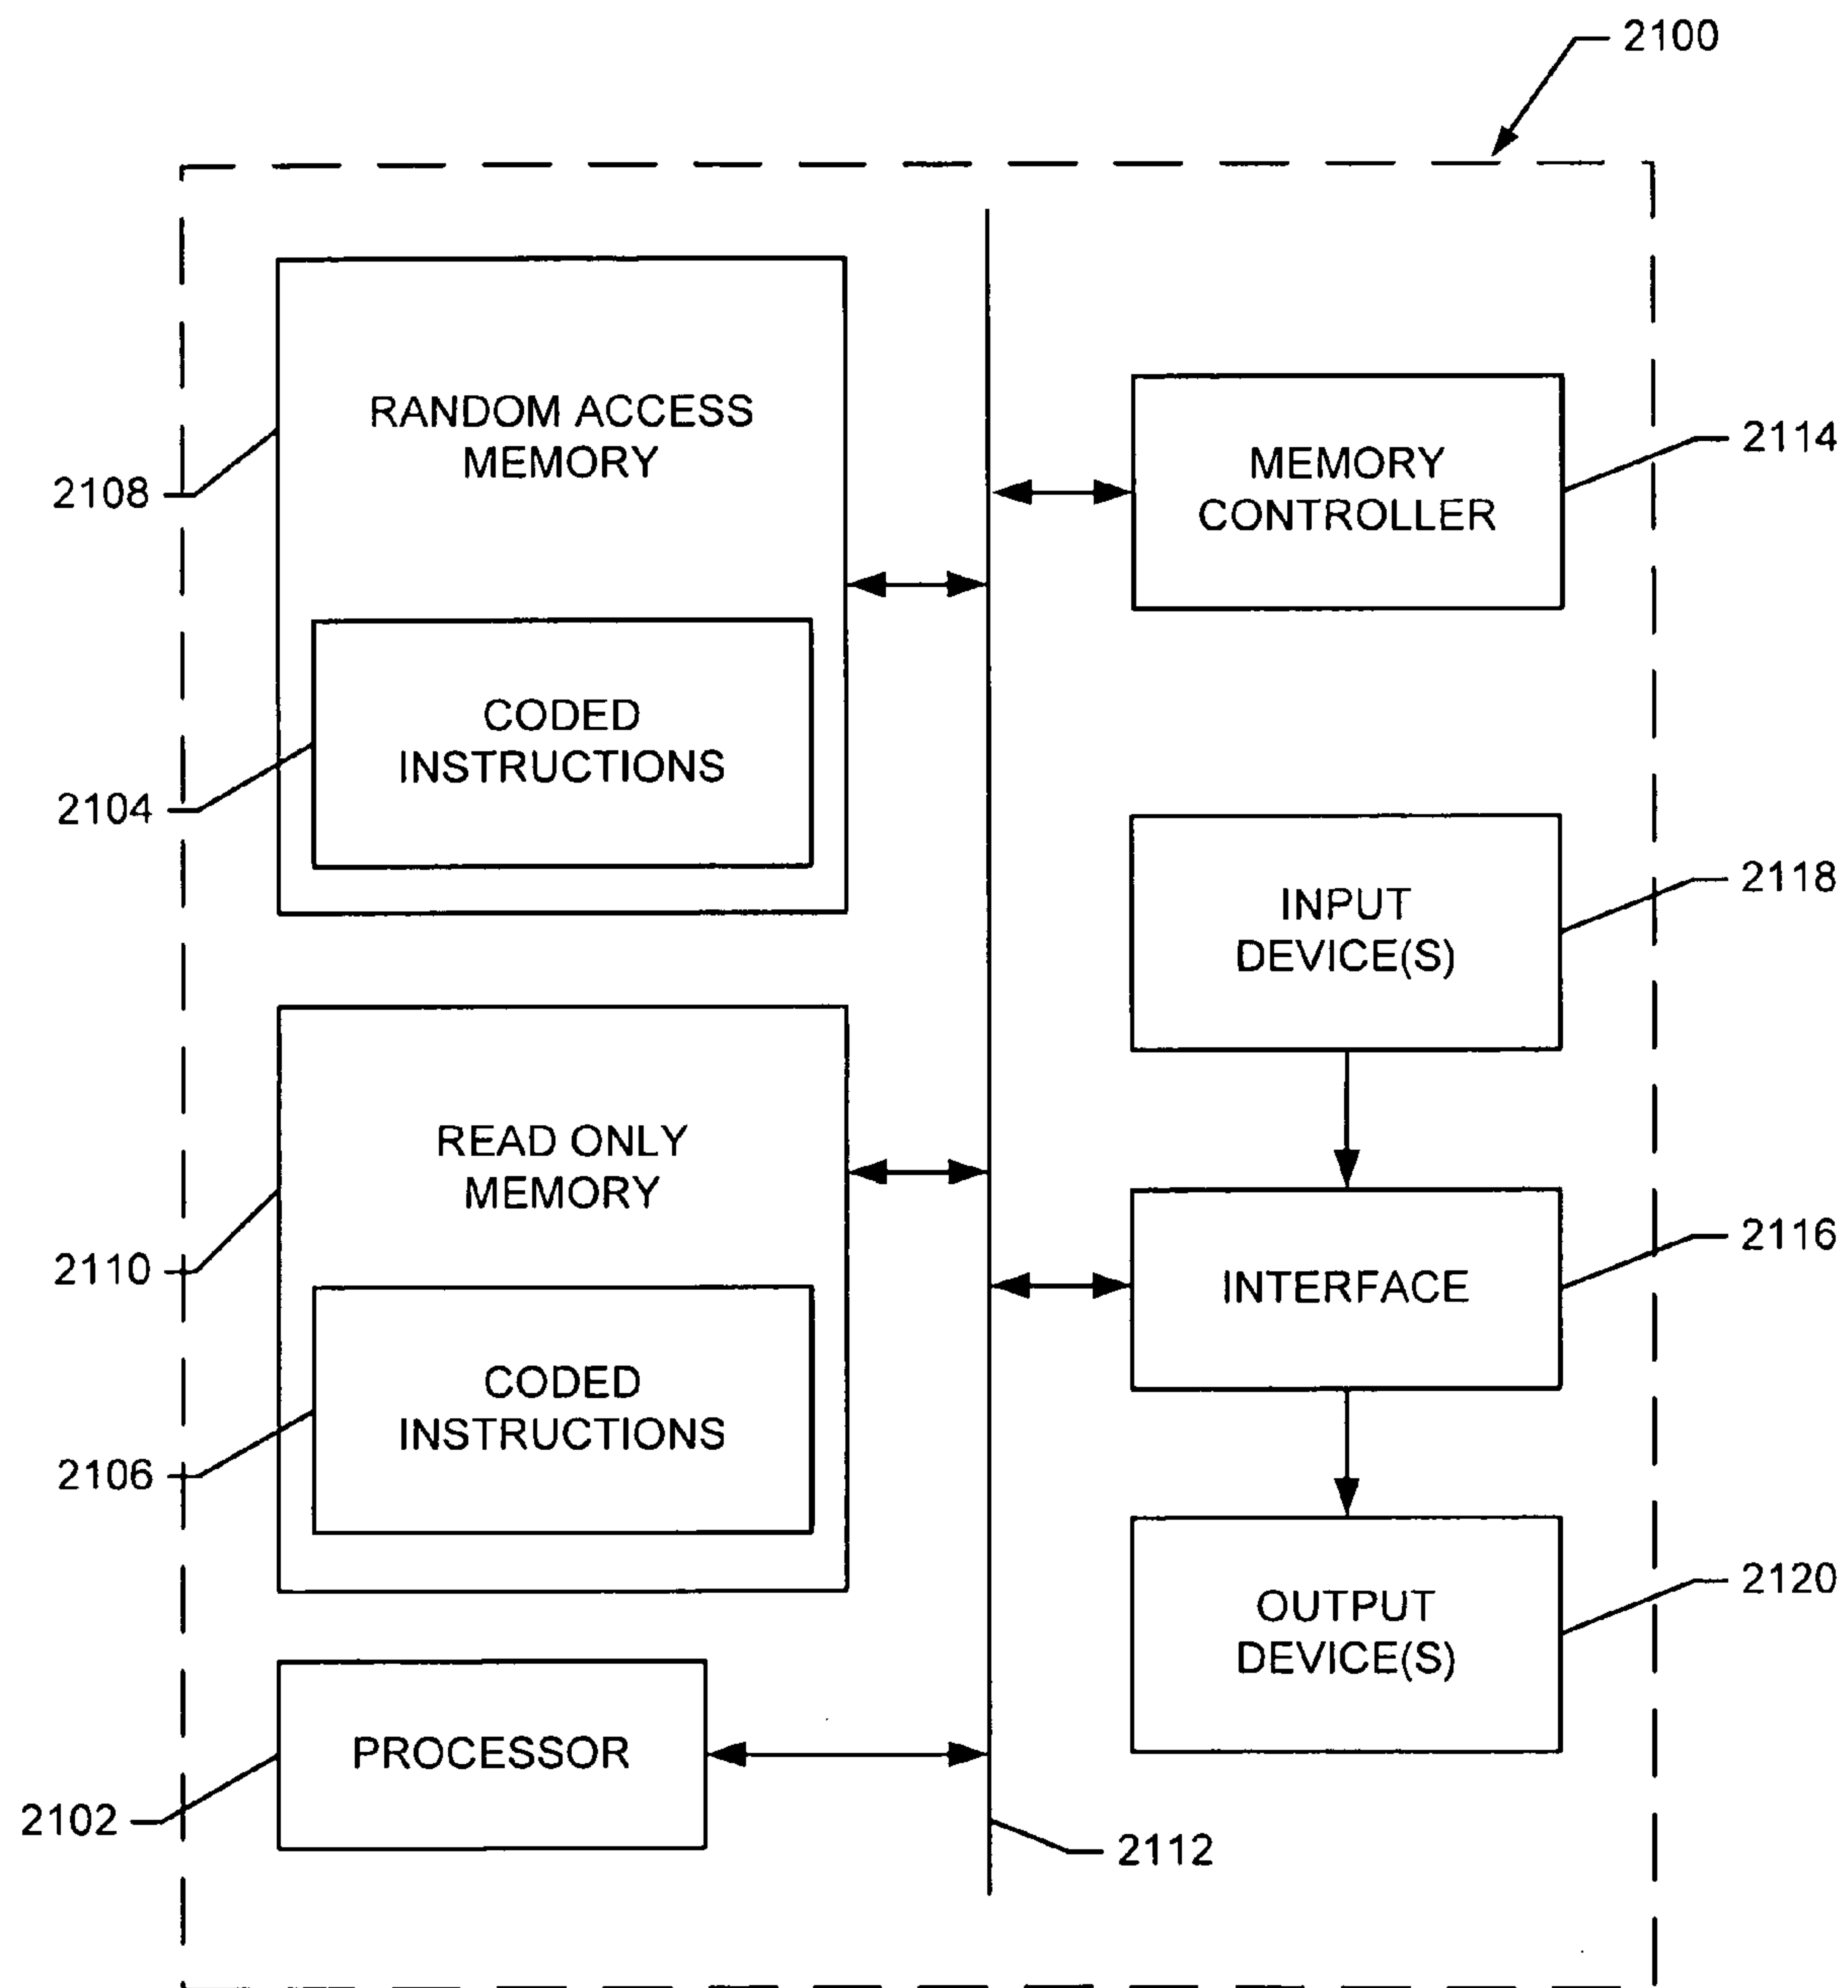 2100
RANDOM ACCESS
MEMORY
2108
CODED
INSTRUCTIONS
2104
READ ONLY
MEMORY
2110
CODED
INSTRUCTIONS
2106
PROCESSOR
2102
2112
MEMORY
CONTROLLER
2114
INPUT
DEVICE(S)
2118
INTERFACE
2116
OUTPUT
DEVICE(S)
2120